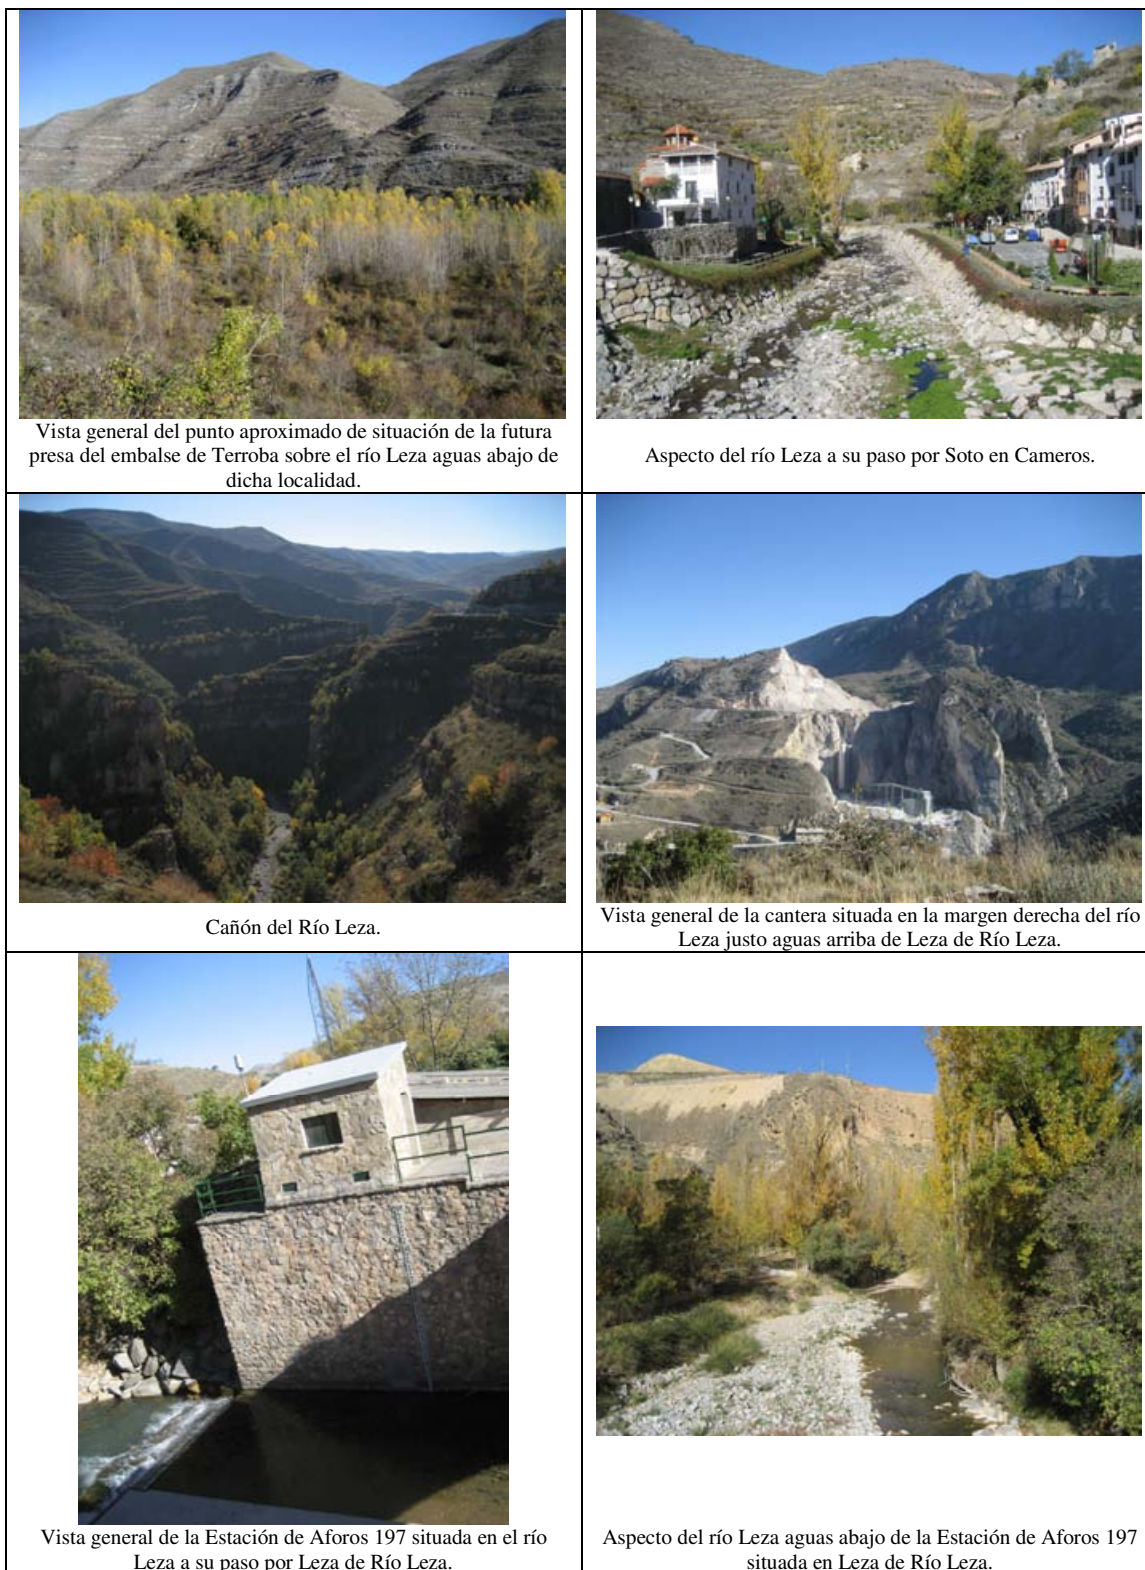 Vista general del punto aproximado de situación de la futura
presa del embalse de Terroba sobre el río Leza aguas abajo de
dicha localidad.
Aspecto del río Leza a su paso por Soto en Cameros.
Cañón del Río Leza.
Vista general de la cantera situada en la margen derecha del río
Leza justo aguas arriba de Leza de Río Leza.
Vista general de la Estación de Aforos 197 situada en el río
Leza a su paso por Leza de Río Leza.
Aspecto del río Leza aguas abajo de la Estación de Aforos 197
situada en Leza de Río Leza.